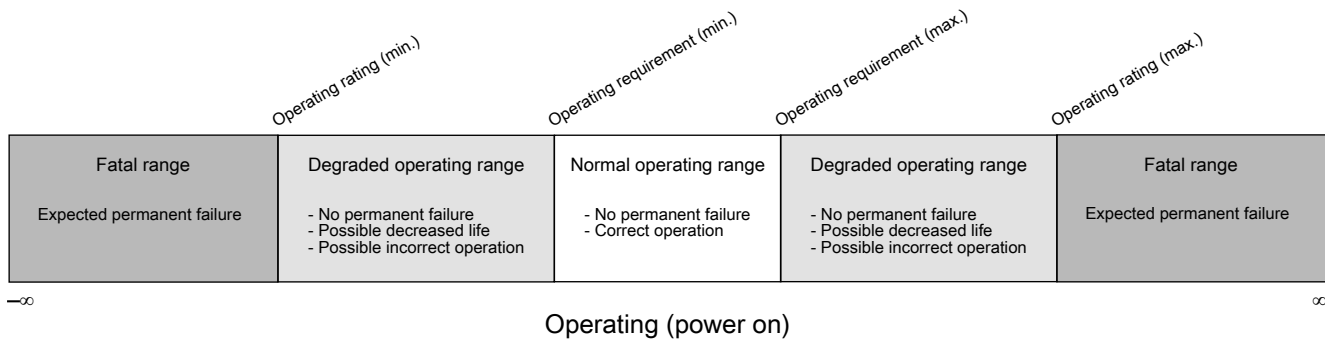 Operating rating (min.)
Operating requirement (min.)
Operating requirement (max.)
Operating rating (max.)
Fatal range
Expected permanent failure
Degraded operating range
- No permanent failure
- Possible decreased life
- Possible incorrect operation
Normal operating range
- No permanent failure
- Correct operation
Degraded operating range
- No permanent failure
- Possible decreased life
- Possible incorrect operation
Fatal range
Expected permanent failure
–∞
∞
Operating (power on)